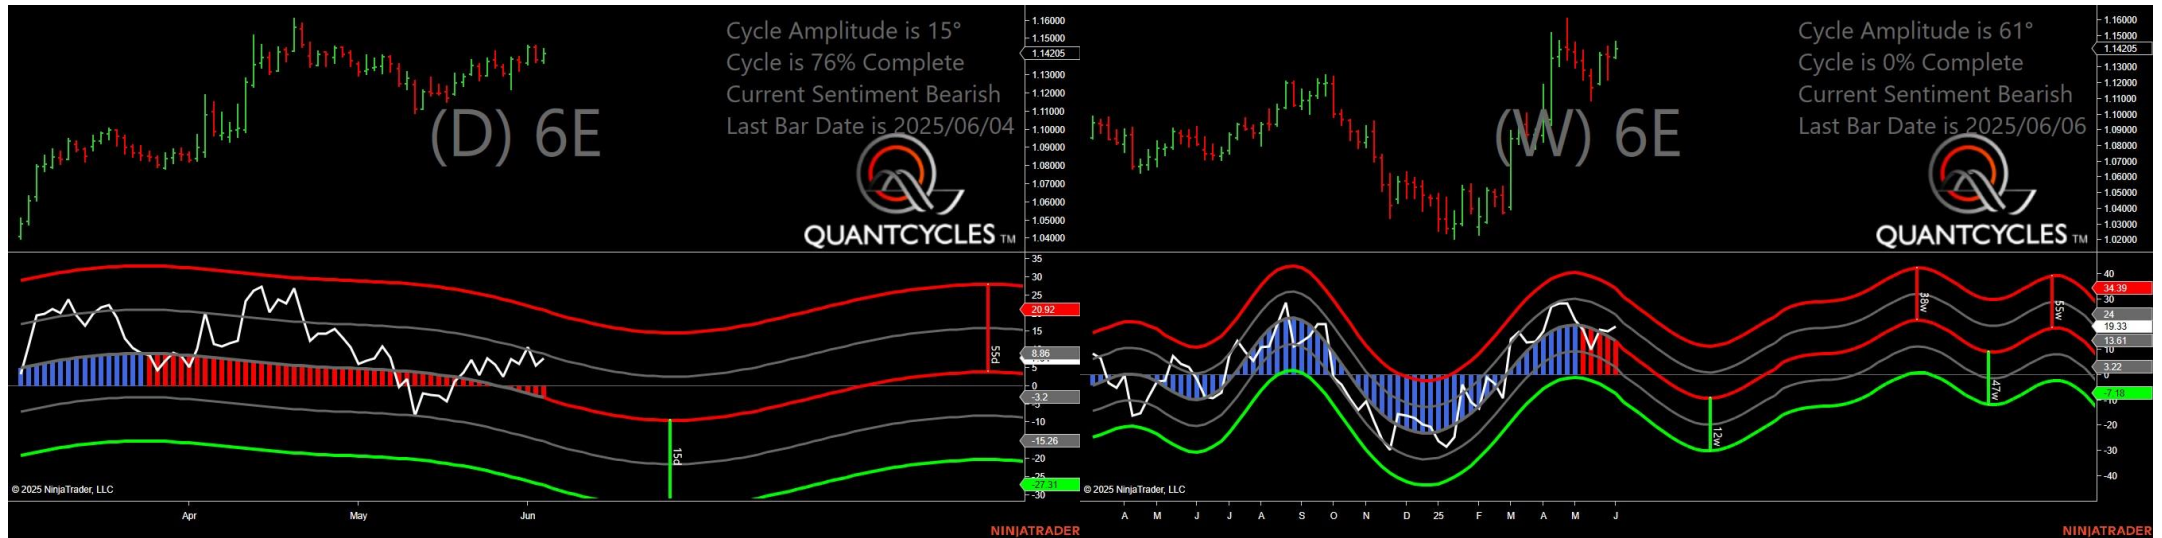 Cycle Amplitude is 15°
Cycle is 76% Complete
Current Sentiment Bearish
Last Bar Date is 2025/06/04
(D) 6E
QUANTCYCLES TM
1.16000
1.15000
1.14205
1.13000
1.12000
1.11000
1.10000
1.09000
1.08000
1.07000
1.06000
1.05000
1.04000
35
30
25
20.92
15
8.86
5
0
-3.2
-10
-15.26
-20
-27.31
-30
55d
15d
© 2025 NinjaTrader, LLC
Apr
May
Jun
NINJATRADER
Cycle Amplitude is 61°
Cycle is 0% Complete
Current Sentiment Bearish
Last Bar Date is 2025/06/06
(W) 6E
QUANTCYCLES TM
1.16000
1.15000
1.14205
1.13000
1.12000
1.11000
1.10000
1.09000
1.08000
1.07000
1.06000
1.05000
1.04000
1.03000
1.02000
40
34.39
30
24
19.33
13.61
10
3.22
0
-7.18
-10
-20
-30
-40
38w
55w
47w
12w
© 2025 NinjaTrader, LLC
A M J J A S O N D 25 F M A M J
NINJATRADER